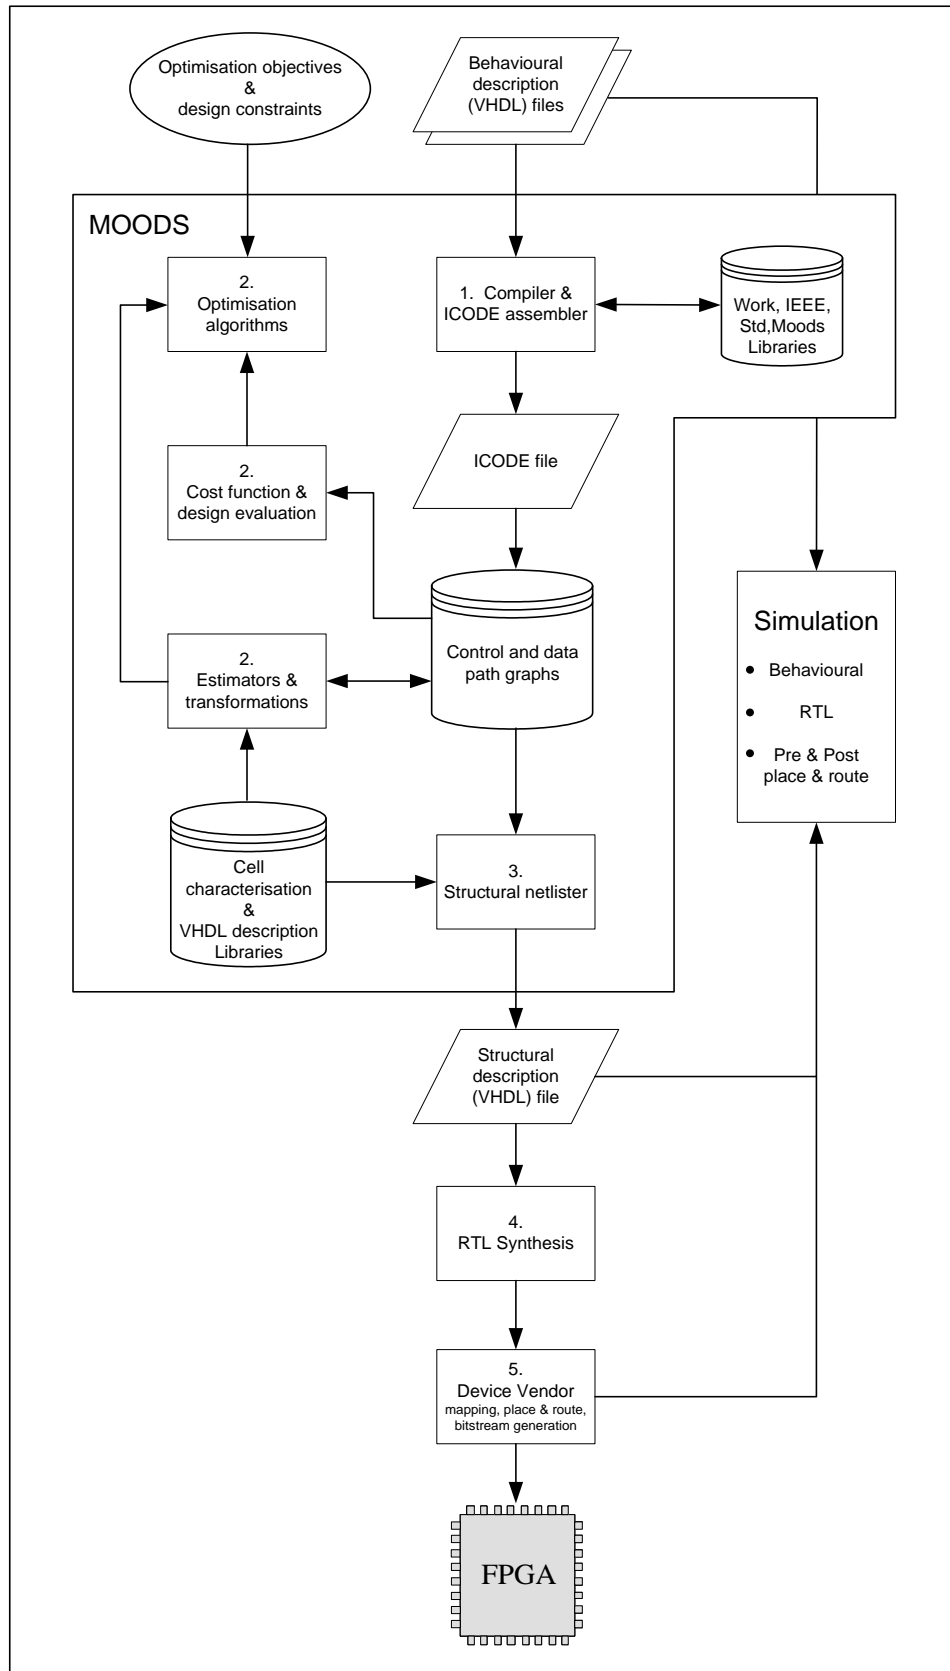 Optimisation objectives
&
design constraints
Behavioural
description
(VHDL) files
MOODS
2.
Optimisation
algorithms
1. Compiler &
ICODE assembler
Work, IEEE,
Std,Moods
Libraries
ICODE file
2.
Cost function &
design evaluation
Control and data
path graphs
2.
Estimators &
transformations
Simulation
Behavioural
RTL
Pre & Post
place & route
Cell
characterisation
&
VHDL description
Libraries
3.
Structural netlister
Structural
description
(VHDL) file
4.
RTL Synthesis
5.
Device Vendor
mapping, place & route,
bitstream generation
FPGA